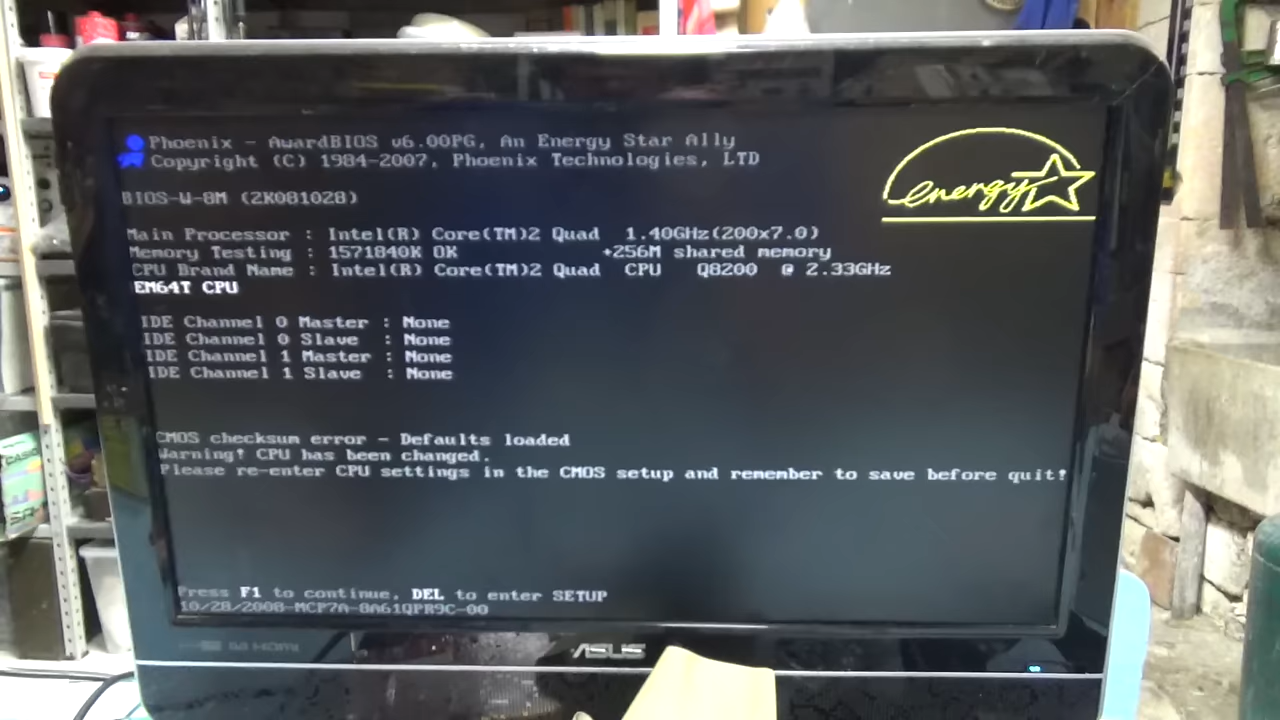 Phoenix - AwardBIOS v6.00PG, An Energy Star Ally
Copyright (C) 1984-2007, Phoenix Technologies, LTD
energy
BIOS-W-8M (2K081028)
Main Processor : Intel(R) Core(TM)2 Quad 1.40GHz(200x7.0)
Memory Testing : 1571840K OK +256M shared memory
CPU Brand Name : Intel(R) Core(TM)2 Quad CPU Q8200 @ 2.33GHz
EM64T CPU
IDE Channel 0 Master : None
IDE Channel 0 Slave : None
IDE Channel 1 Master : None
IDE Channel 1 Slave : None
CMOS checksum error - Defaults loaded
Warning! CPU has been changed.
Please re-enter CPU settings in the CMOS setup and remember to save before quit!
Press F1 to continue, DEL to enter SETUP
10/28/2008-MCP7A-8A61QPR9C-00
HDMI
ASUS